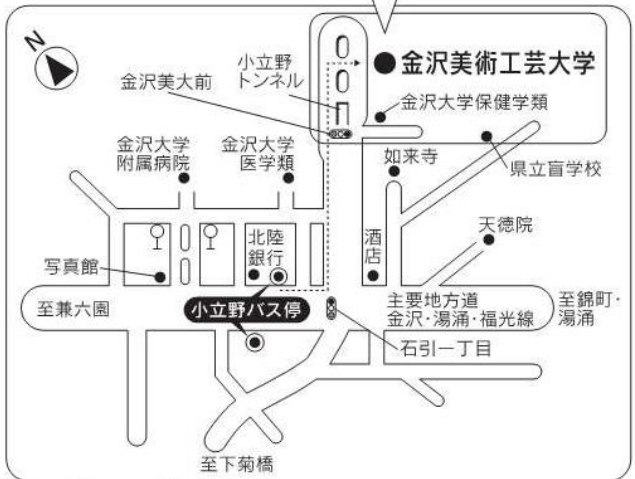 N
金沢美術工芸大学
小立野
トンネル
金沢美大前
金沢大学保健学類
金沢大学
附属病院
金沢大学
医学類
如来寺
県立盲学校
天徳院
北陸
銀行
酒店
写真館
至兼六園
小立野バス停
主要地方道
金沢・湯涌・福光線
至錦町・
湯涌
石引一丁目
至下菊橋